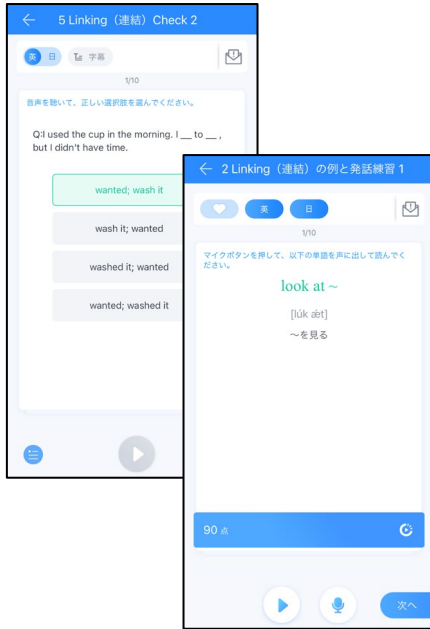 5 Linking（連結）Check 2
英 日 字幕
1/10
音声を聴いて、正しい選択肢を選んでください。
Q:I used the cup in the morning. I __ to __ ,
but I didn't have time.
wanted; wash it
wash it; wanted
washed it; wanted
wanted; washed it
2 Linking（連結）の例と発話練習 1
英 日
1/10
マイクボタンを押して、以下の単語を声に出して読んでく
ださい。
look at ~
[lúk ǽt]
〜を見る
90 点
次へ